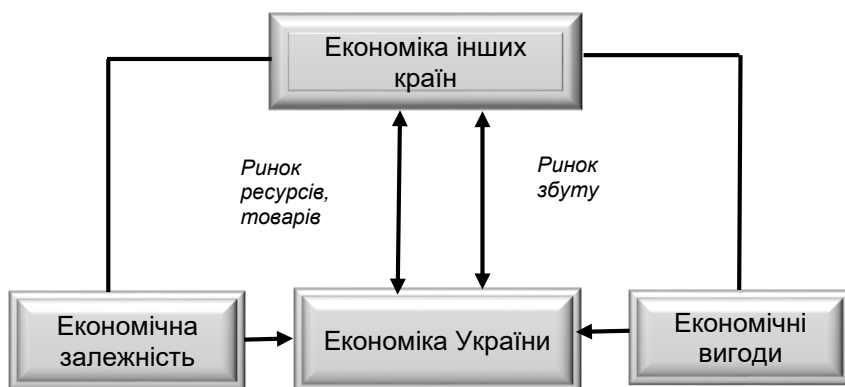 Економіка інших
країн
Ринок
ресурсів,
товарів
Ринок
збуту
Економічна
залежність
Економіка України
Економічні
вигоди